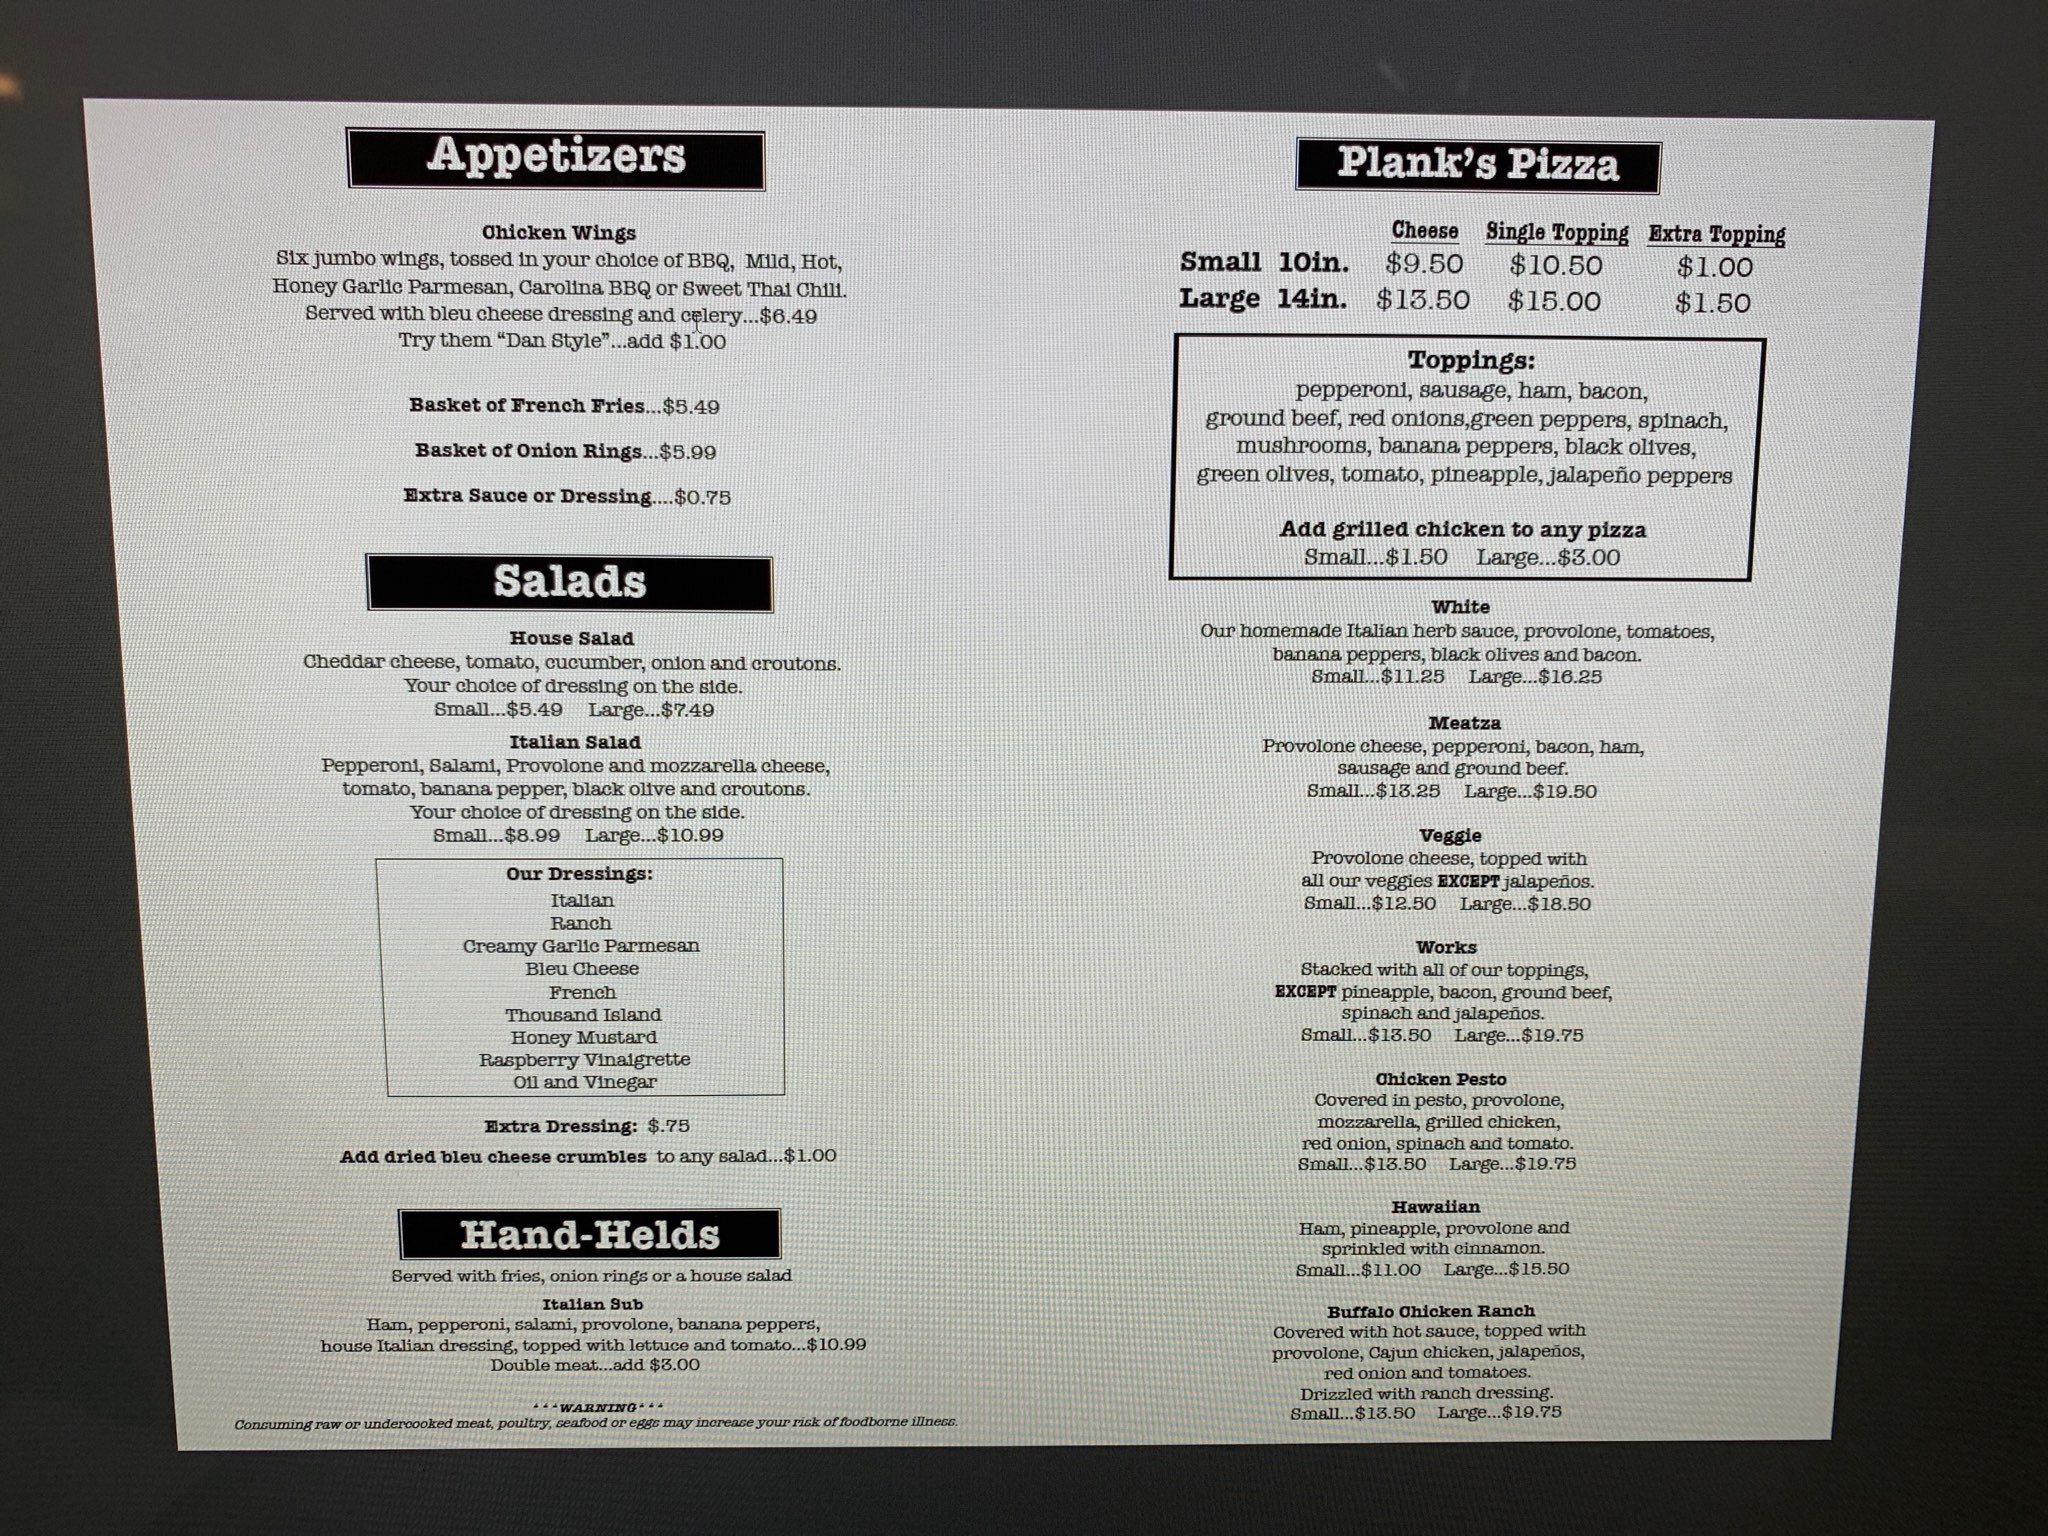 Appetizers
Chicken Wings
Six jumbo wings, tossed in your choice of BBQ, Mild, Hot,
Honey Garlic Parmesan, Carolina BBQ or Sweet Thai Chili.
Served with bleu cheese dressing and celery...$6.49
Try them “Dan Style”...add $1.00
Basket of French Fries...$5.49
Basket of Onion Rings...$5.99
Extra Sauce or Dressing....$0.75
Salads
House Salad
Cheddar cheese, tomato, cucumber, onion and croutons.
Your choice of dressing on the side.
Small...$5.49 Large...$7.49
Italian Salad
Pepperoni, Salami, Provolone and mozzarella cheese,
tomato, banana pepper, black olive and croutons.
Your choice of dressing on the side.
Small...$8.99 Large...$10.99
Our Dressings:
Italian
Ranch
Creamy Garlic Parmesan
Bleu Cheese
French
Thousand Island
Honey Mustard
Raspberry Vinaigrette
Oil and Vinegar
Extra Dressing: $.75
Add dried bleu cheese crumbles to any salad...$1.00
Hand-Helds
Served with fries, onion rings or a house salad
Italian Sub
Ham, pepperoni, salami, provolone, banana peppers,
house Italian dressing, topped with lettuce and tomato...$10.99
Double meat...add $3.00
***WARNING***
Consuming raw or undercooked meat, poultry, seafood or eggs may increase your risk of foodborne illness.
Plank’s Pizza
Cheese Single Topping Extra Topping
Small 10in. $9.50 $10.50 $1.00
Large 14in. $13.50 $15.00 $1.50
Toppings:
pepperoni, sausage, ham, bacon,
ground beef, red onions,green peppers, spinach,
mushrooms, banana peppers, black olives,
green olives, tomato, pineapple, jalapeño peppers
Add grilled chicken to any pizza
Small...$1.50 Large...$3.00
White
Our homemade Italian herb sauce, provolone, tomatoes,
banana peppers, black olives and bacon.
Small...$11.25 Large...$16.25
Meatza
Provolone cheese, pepperoni, bacon, ham,
sausage and ground beef.
Small...$13.25 Large...$19.50
Veggie
Provolone cheese, topped with
all our veggies EXCEPT jalapeños.
Small...$12.50 Large...$18.50
Works
Stacked with all of our toppings,
EXCEPT pineapple, bacon, ground beef,
spinach and jalapeños.
Small...$13.50 Large...$19.75
Chicken Pesto
Covered in pesto, provolone,
mozzarella, grilled chicken,
red onion, spinach and tomato.
Small...$13.50 Large...$19.75
Hawaiian
Ham, pineapple, provolone and
sprinkled with cinnamon.
Small...$11.00 Large...$15.50
Buffalo Chicken Ranch
Covered with hot sauce, topped with
provolone, Cajun chicken, jalapeños,
red onion and tomatoes.
Drizzled with ranch dressing.
Small...$13.50 Large...$19.75